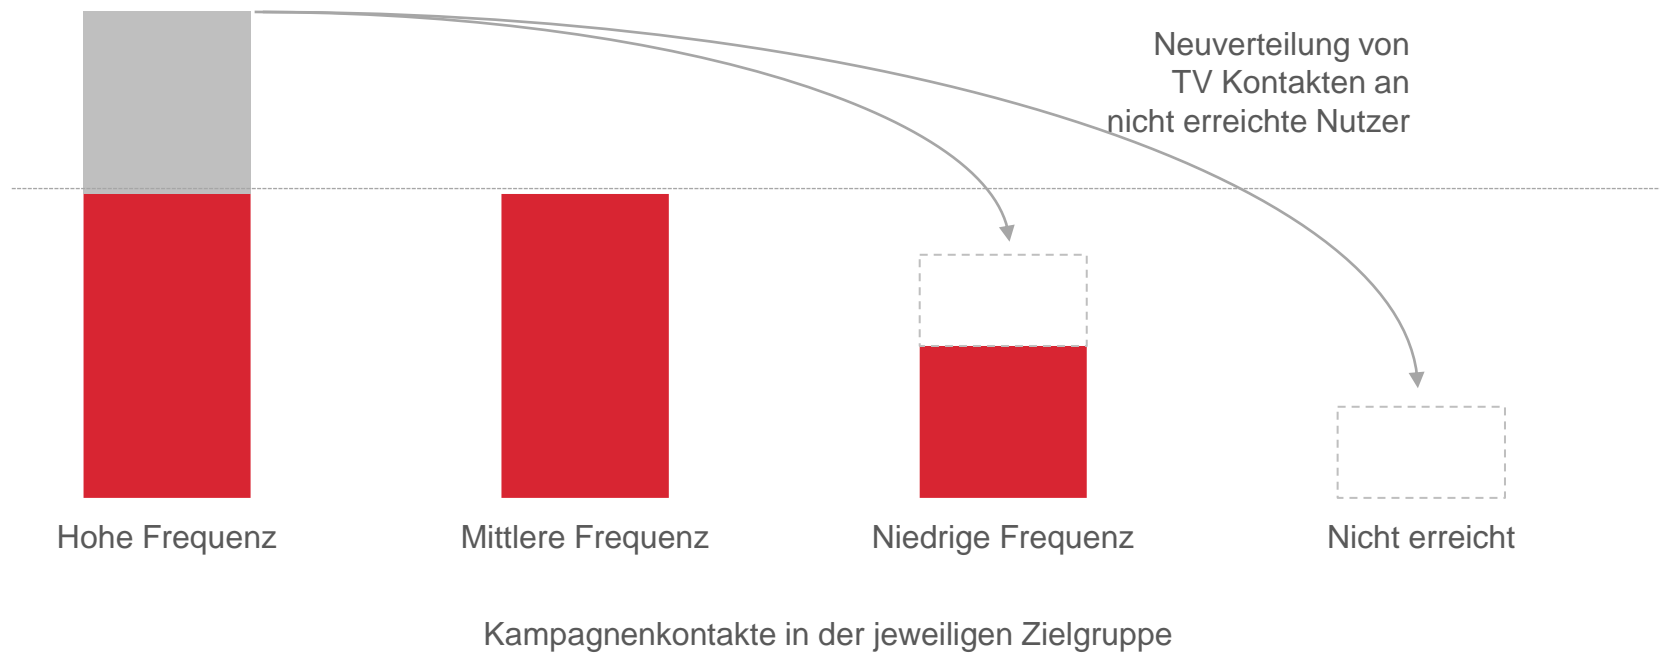 Neuverteilung von
TV Kontakten an
nicht erreichte Nutzer
Hohe Frequenz
Mittlere Frequenz
Niedrige Frequenz
Nicht erreicht
Kampagnenkontakte in der jeweiligen Zielgruppe